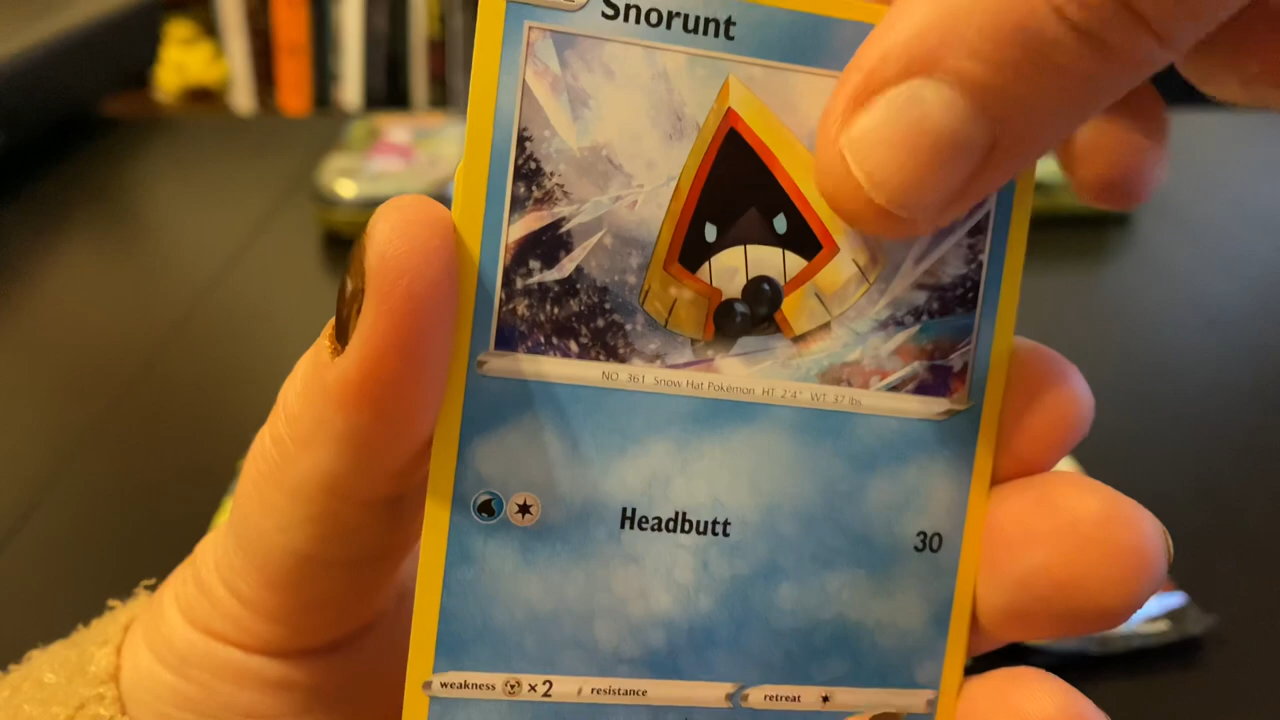 Snorunt
NO. 361 Snow Hat Pokémon HT. 2'4" WT. 37 lbs.
Headbutt 30
weakness ×2 resistance retreat